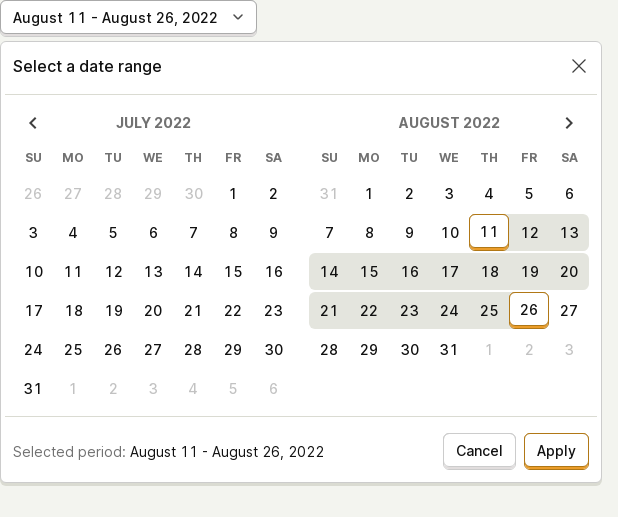 August 11 - August 26, 2022
Select a date range
JULY 2022
SU MO TU WE TH FR SA
26 27 28 29 30 1 2
3 4 5 6 7 8 9
10 11 12 13 14 15 16
17 18 19 20 21 22 23
24 25 26 27 28 29 30
31 1 2 3 4 5 6
AUGUST 2022
SU MO TU WE TH FR SA
31 1 2 3 4 5 6
7 8 9 10 11 12 13
14 15 16 17 18 19 20
21 22 23 24 25 26 27
28 29 30 31 1 2 3
Selected period: August 11 - August 26, 2022
Cancel
Apply